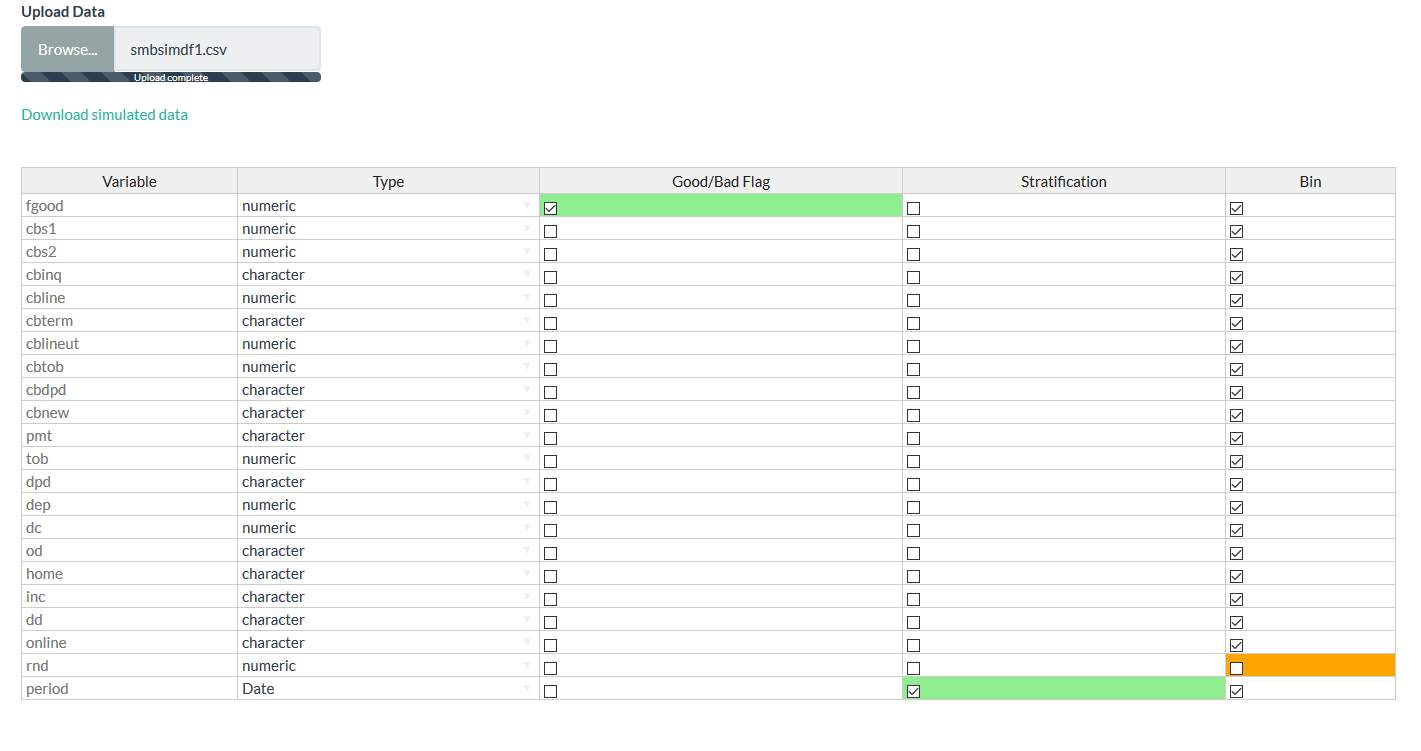 Upload Data
Browse... smbsimdf1.csv
Upload complete
Download simulated data
Variable Type Good/Bad Flag Stratification Bin
fgood numeric
cbs1 numeric
cbs2 numeric
cbinq character
cbline numeric
cbterm character
cblineut numeric
cbtob numeric
cbdpd character
cbnew character
pmt character
tob numeric
dpd character
dep numeric
dc numeric
od character
home character
inc character
dd character
online character
rnd numeric
period Date